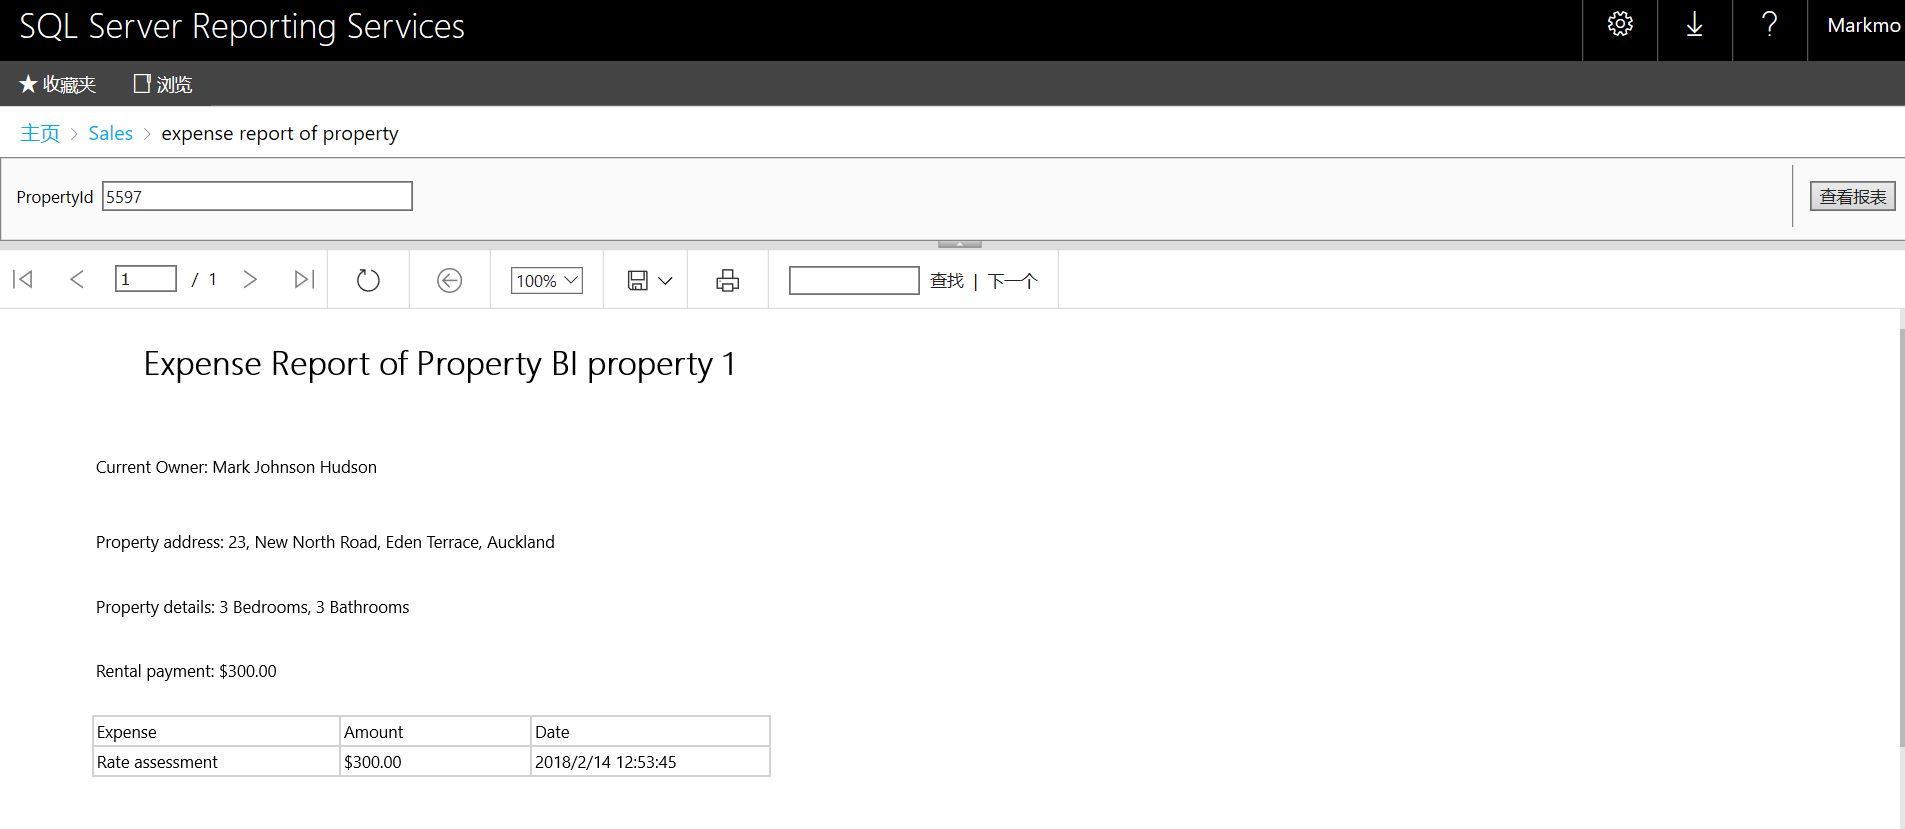 SQL Server Reporting Services
? Markmo
★ 收藏夹 浏览
主页 > Sales > expense report of property
PropertyId 5597 查看报表
1 / 1 100% 查找 | 下一个
Expense Report of Property BI property 1
Current Owner: Mark Johnson Hudson
Property address: 23, New North Road, Eden Terrace, Auckland
Property details: 3 Bedrooms, 3 Bathrooms
Rental payment: $300.00
Expense Amount Date
Rate assessment $300.00 2018/2/14 12:53:45